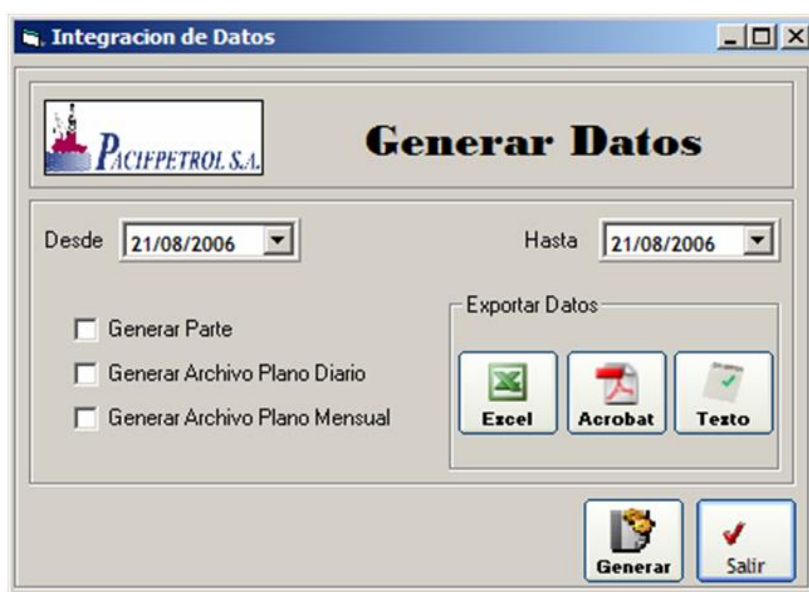 Integracion de Datos
PACIFPETROL S.A.
Generar Datos
Desde 21/08/2006
Hasta 21/08/2006
Generar Parte
Generar Archivo Plano Diario
Generar Archivo Plano Mensual
Exportar Datos
Excel Acrobat Texto
Generar Salir